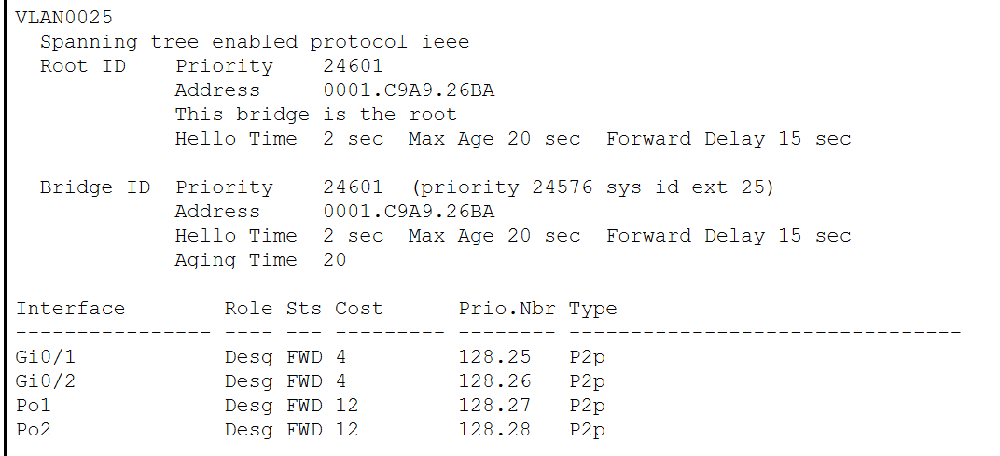 VLAN0025
  Spanning tree enabled protocol ieee
  Root ID    Priority    24601
             Address     0001.C9A9.26BA
             This bridge is the root
             Hello Time  2 sec  Max Age 20 sec  Forward Delay 15 sec

  Bridge ID  Priority    24601  (priority 24576 sys-id-ext 25)
             Address     0001.C9A9.26BA
             Hello Time  2 sec  Max Age 20 sec  Forward Delay 15 sec
             Aging Time  20

Interface        Role Sts Cost      Prio.Nbr Type
---------------- ---- --- --------- -------- --------------------------------
Gi0/1            Desg FWD 4         128.25   P2p
Gi0/2            Desg FWD 4         128.26   P2p
Po1              Desg FWD 12        128.27   P2p
Po2              Desg FWD 12        128.28   P2p